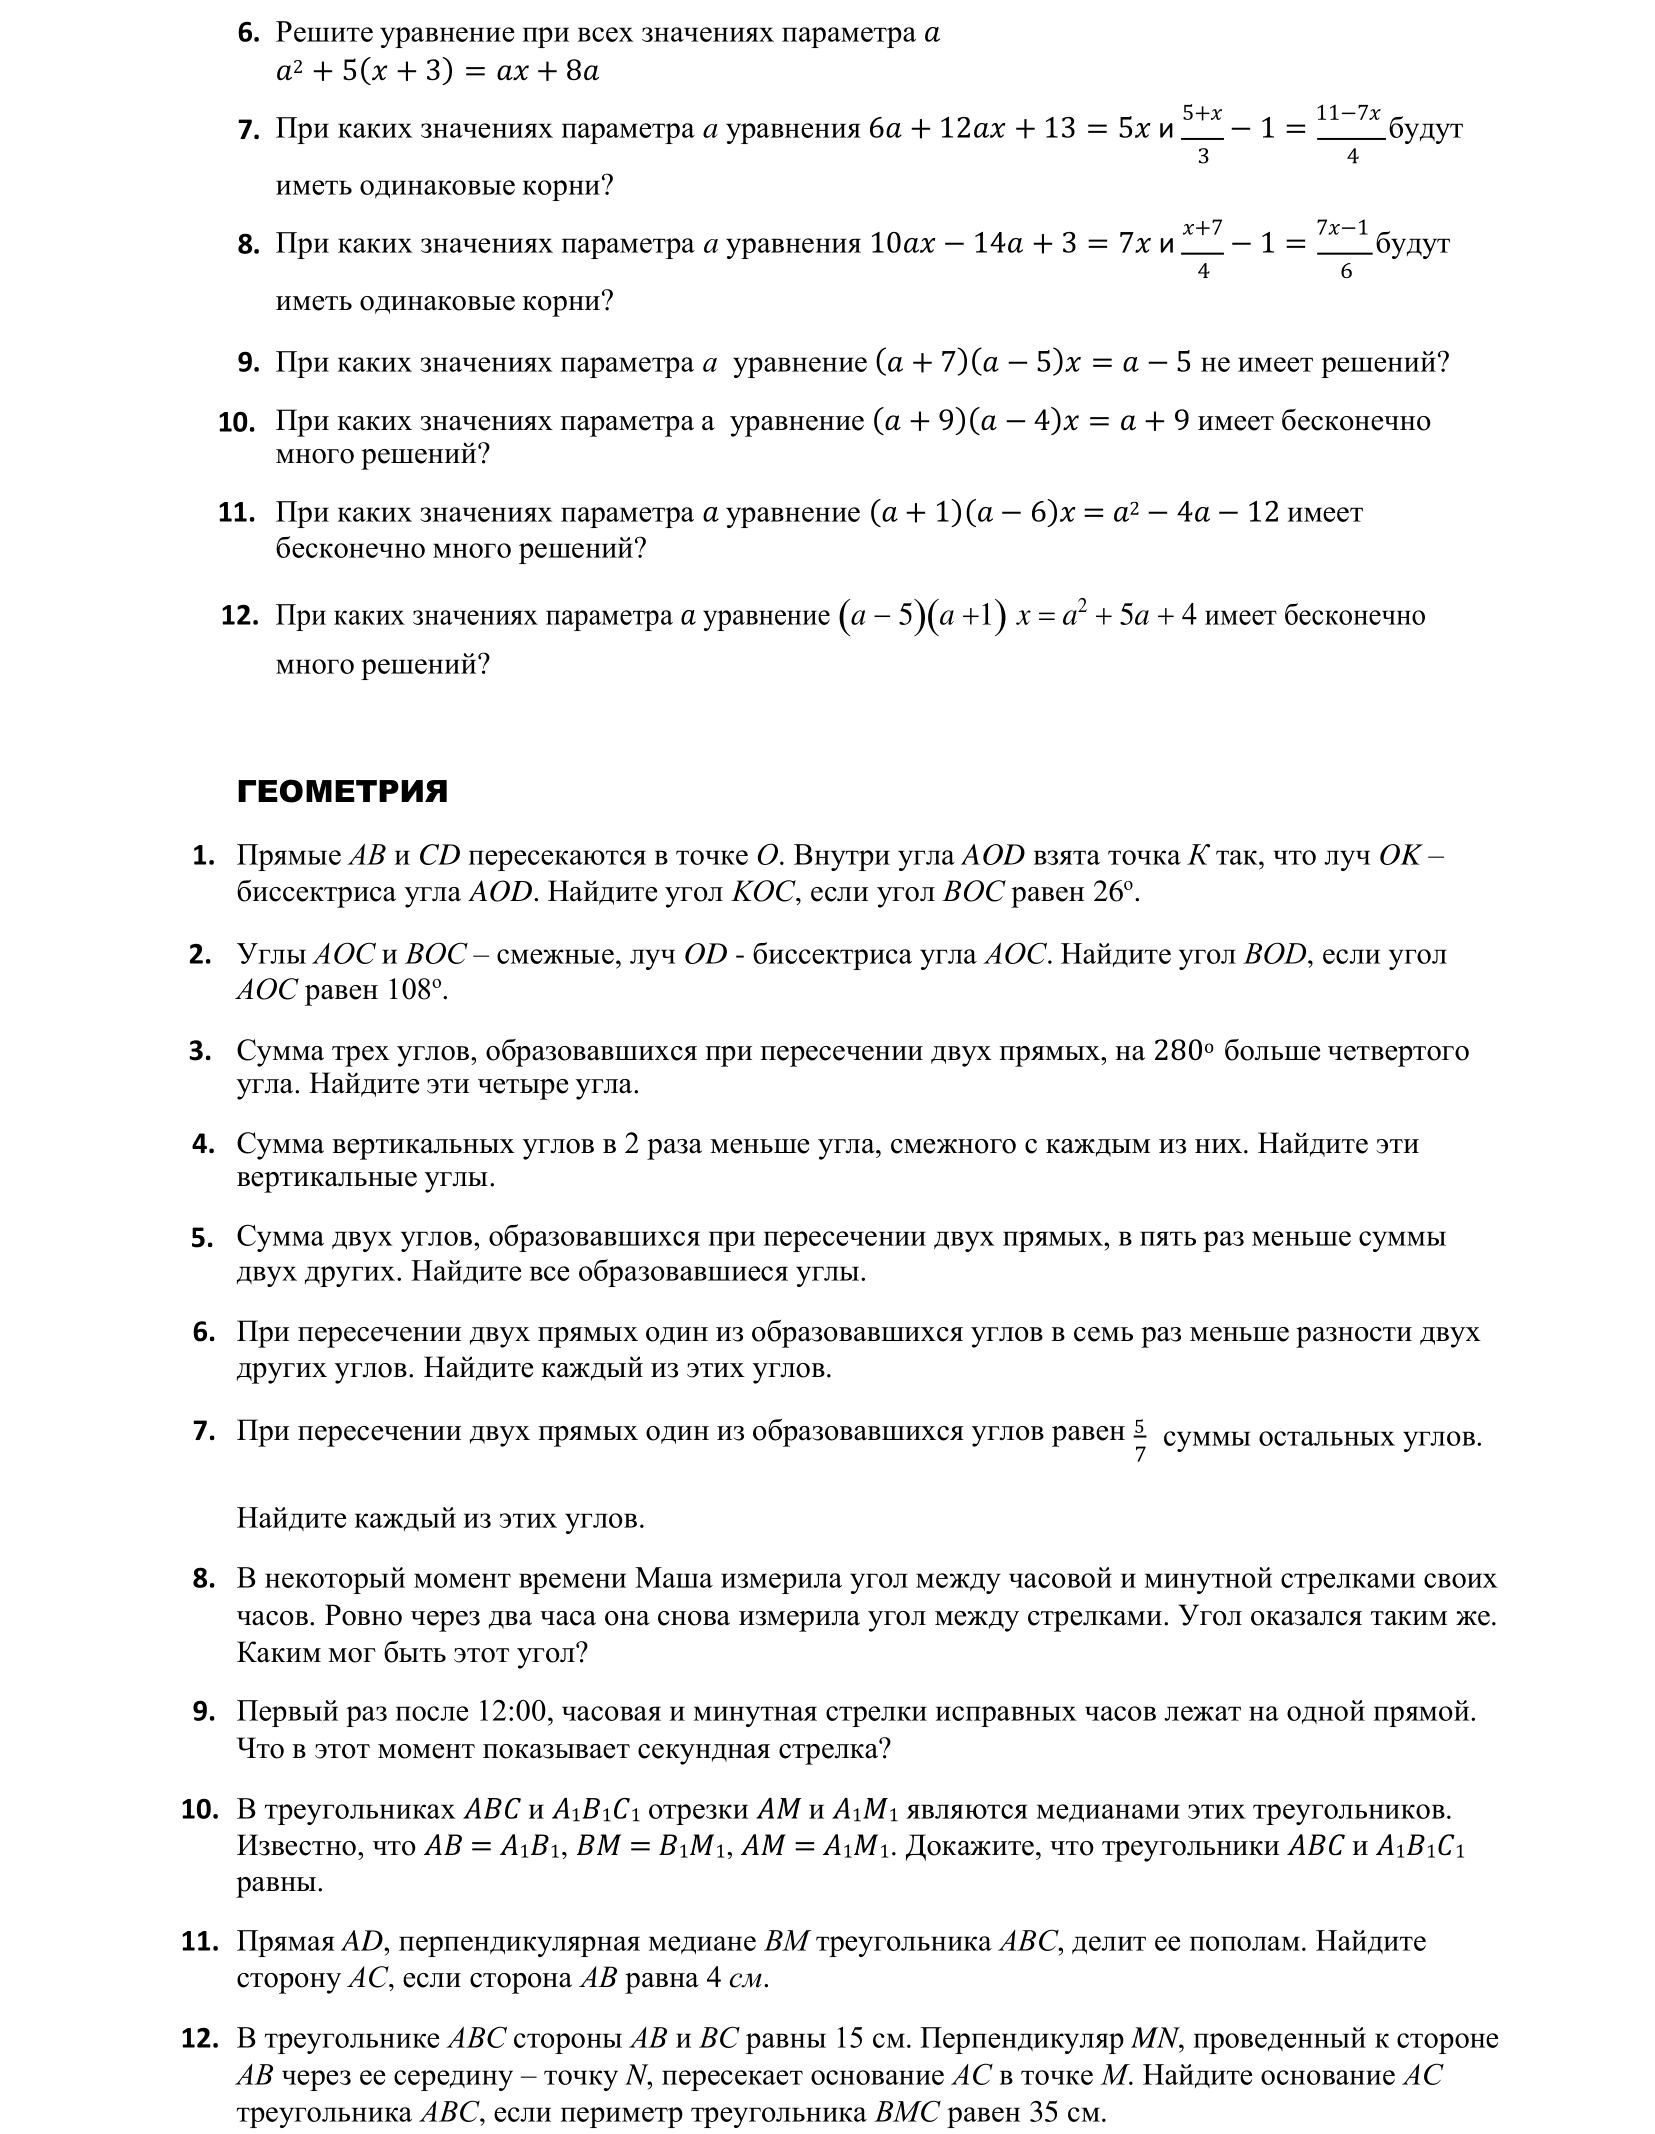 6. Решите уравнение при всех значениях параметра a
a² + 5(x + 3) = ax + 8a
7. При каких значениях параметра a уравнения 6a + 12ax + 13 = 5x и (5+x)/3 − 1 = (11−7x)/4 будут
иметь одинаковые корни?
8. При каких значениях параметра a уравнения 10ax − 14a + 3 = 7x и (x+7)/4 − 1 = (7x−1)/6 будут
иметь одинаковые корни?
9. При каких значениях параметра a уравнение (a + 7)(a − 5)x = a − 5 не имеет решений?
10. При каких значениях параметра а уравнение (a + 9)(a − 4)x = a + 9 имеет бесконечно
много решений?
11. При каких значениях параметра a уравнение (a + 1)(a − 6)x = a² − 4a − 12 имеет
бесконечно много решений?
12. При каких значениях параметра a уравнение (a − 5)(a +1) x = a² + 5a + 4 имеет бесконечно
много решений?
ГЕОМЕТРИЯ
1. Прямые AB и CD пересекаются в точке O. Внутри угла AOD взята точка K так, что луч OK –
биссектриса угла AOD. Найдите угол KOC, если угол BOC равен 26º.
2. Углы AOC и BOC – смежные, луч OD - биссектриса угла AOC. Найдите угол BOD, если угол
AOC равен 108º.
3. Сумма трех углов, образовавшихся при пересечении двух прямых, на 280º больше четвертого
угла. Найдите эти четыре угла.
4. Сумма вертикальных углов в 2 раза меньше угла, смежного с каждым из них. Найдите эти
вертикальные углы.
5. Сумма двух углов, образовавшихся при пересечении двух прямых, в пять раз меньше суммы
двух других. Найдите все образовавшиеся углы.
6. При пересечении двух прямых один из образовавшихся углов в семь раз меньше разности двух
других углов. Найдите каждый из этих углов.
7. При пересечении двух прямых один из образовавшихся углов равен 5/7 суммы остальных углов.
Найдите каждый из этих углов.
8. В некоторый момент времени Маша измерила угол между часовой и минутной стрелками своих
часов. Ровно через два часа она снова измерила угол между стрелками. Угол оказался таким же.
Каким мог быть этот угол?
9. Первый раз после 12:00, часовая и минутная стрелки исправных часов лежат на одной прямой.
Что в этот момент показывает секундная стрелка?
10. В треугольниках ABC и A₁B₁C₁ отрезки AM и A₁M₁ являются медианами этих треугольников.
Известно, что AB = A₁B₁, BM = B₁M₁, AM = A₁M₁. Докажите, что треугольники ABC и A₁B₁C₁
равны.
11. Прямая AD, перпендикулярная медиане BM треугольника ABC, делит ее пополам. Найдите
сторону AC, если сторона AB равна 4 см.
12. В треугольнике ABC стороны AB и BC равны 15 см. Перпендикуляр MN, проведенный к стороне
AB через ее середину – точку N, пересекает основание AC в точке M. Найдите основание AC
треугольника ABC, если периметр треугольника BMC равен 35 см.